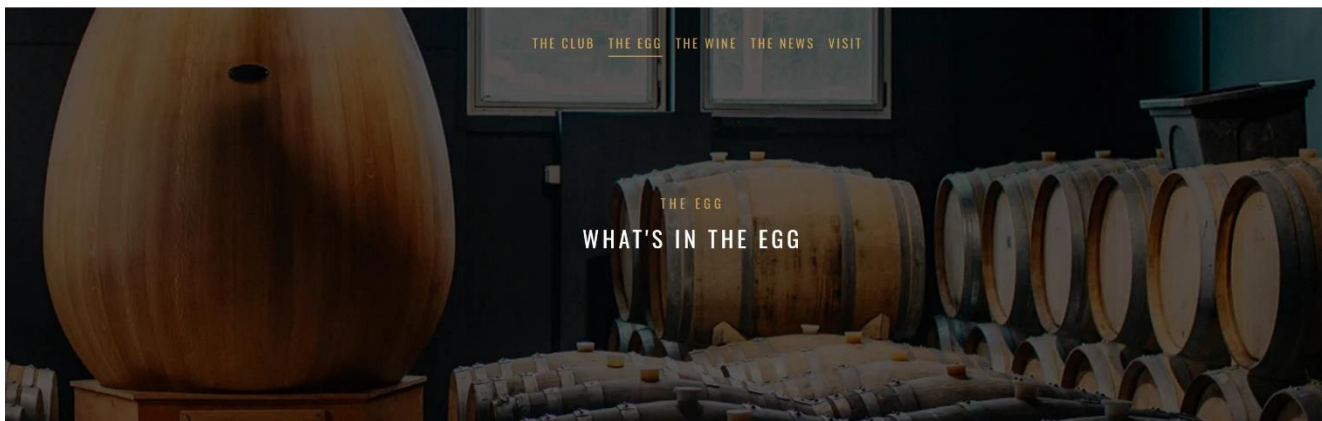 THE CLUB THE EGG THE WINE THE NEWS VISIT
THE EGG
WHAT'S IN THE EGG